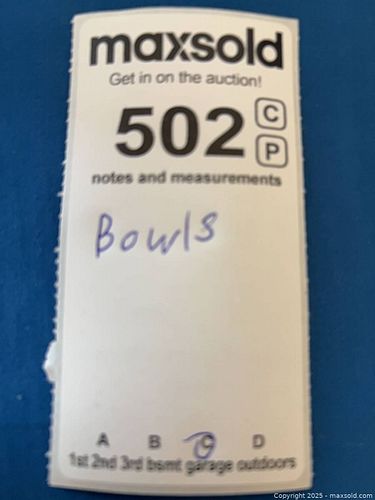 maxsold
Get in on the auction!
502 C
P
notes and measurements
Bowls
A B C D
1st 2nd 3rd bsmt garage outdoors
Copyright 2025 - maxsold.com